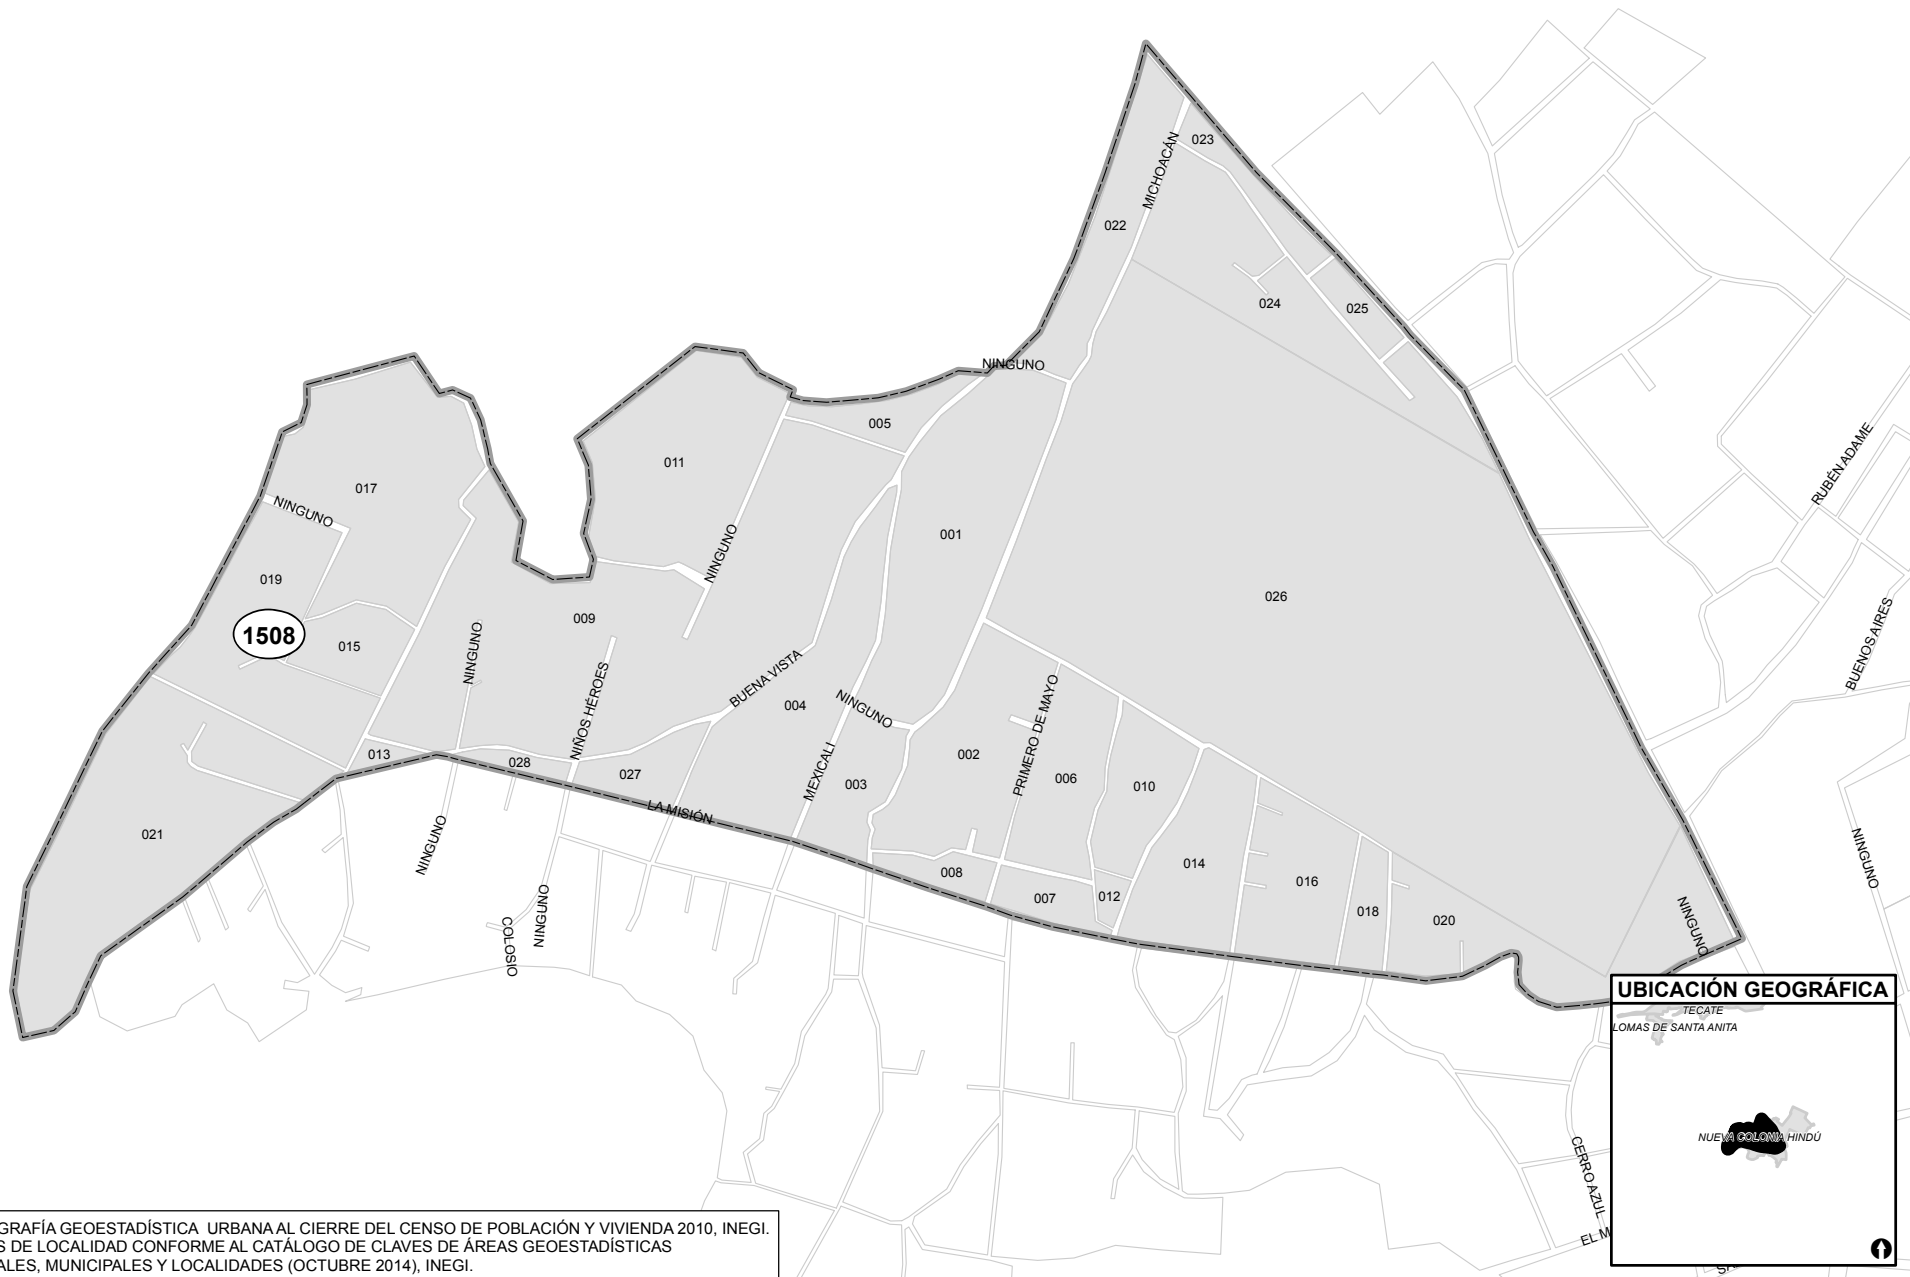 023
MICHOACÁN
022
024
025
NINGUNO
005
011
RUBÉN ADAME
017
NINGUNO
001
NINGUNO
019
026
009
BUENOS AIRES
1508
015
NINGUNO
NIÑOS HÉROES
BUENA VISTA
004
NINGUNO
PRIMERO DE MAYO
013
028
027
MEXICALI
003
002
006
010
LA MISIÓN
021
NINGUNO
014
NINGUNO
008
007
012
016
018
020
NINGUNO
COLOSIO
NINGUNO
UBICACIÓN GEOGRÁFICA
TECATE
LOMAS DE SANTA ANITA
NUEVA COLONIA HINDÚ
CERRO AZUL
EL M
GRAFÍA GEOESTADÍSTICA URBANA AL CIERRE DEL CENSO DE POBLACIÓN Y VIVIENDA 2010, INEGI.
S DE LOCALIDAD CONFORME AL CATÁLOGO DE CLAVES DE ÁREAS GEOESTADÍSTICAS
ALES, MUNICIPALES Y LOCALIDADES (OCTUBRE 2014), INEGI.